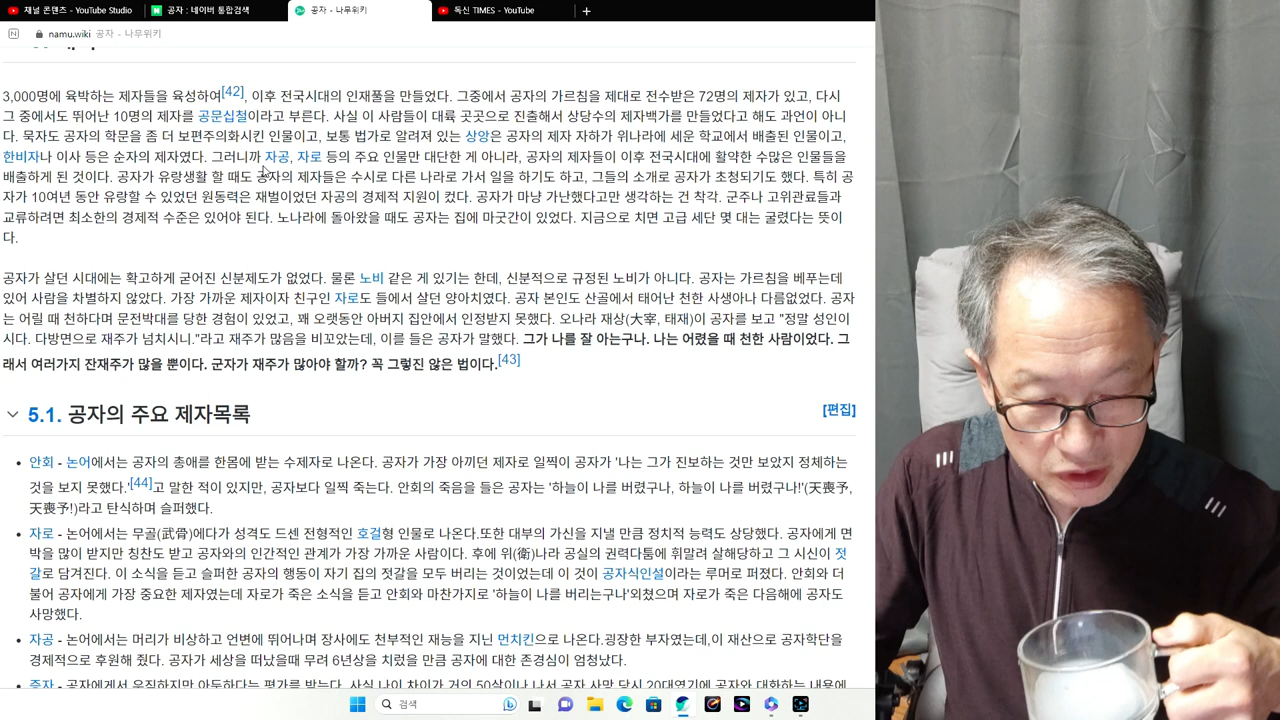 채널 콘텐츠 - YouTube Studio
공자 : 네이버 통합검색
공자 - 나무위키
독신 TIMES - YouTube
namu.wiki 공자 - 나무위키
3,000명에 육박하는 제자들을 육성하여[42], 이후 전국시대의 인재풀을 만들었다. 그중에서 공자의 가르침을 제대로 전수받은 72명의 제자가 있고, 다시
그 중에서도 뛰어난 10명의 제자를 공문십철이라고 부른다. 사실 이 사람들이 대륙 곳곳으로 진출해서 상당수의 제자백가를 만들었다고 해도 과언이 아니
다. 묵자도 공자의 학문을 좀 더 보편주의화시킨 인물이고, 보통 법가로 알려져 있는 상앙은 공자의 제자 자하가 위나라에 세운 학교에서 배출된 인물이고,
한비자나 이사 등은 순자의 제자였다. 그러니까 자공, 자로 등의 주요 인물만 대단한 게 아니라, 공자의 제자들이 이후 전국시대에 활약한 수많은 인물들을
배출하게 된 것이다. 공자가 유랑생활 할 때도 공자의 제자들은 수시로 다른 나라로 가서 일을 하기도 하고, 그들의 소개로 공자가 초청되기도 했다. 특히 공
자가 10여년 동안 유랑할 수 있었던 원동력은 재벌이었던 자공의 경제적 지원이 컸다. 공자가 마냥 가난했다고만 생각하는 건 착각. 군주나 고위관료들과
교류하려면 최소한의 경제적 수준은 있어야 된다. 노나라에 돌아왔을 때도 공자는 집에 마굿간이 있었다. 지금으로 치면 고급 세단 몇 대는 굴렸다는 뜻이
다.
공자가 살던 시대에는 확고하게 굳어진 신분제도가 없었다. 물론 노비 같은 게 있기는 한데, 신분적으로 규정된 노비가 아니다. 공자는 가르침을 베푸는데
있어 사람을 차별하지 않았다. 가장 가까운 제자이자 친구인 자로도 들에서 살던 양아치였다. 공자 본인도 산골에서 태어난 천한 사생아나 다름없었다. 공자
는 어릴 때 천하다며 문전박대를 당한 경험이 있었고, 꽤 오랫동안 아버지 집안에서 인정받지 못했다. 오나라 재상(大宰, 태재)이 공자를 보고 "정말 성인이
시다. 다방면으로 재주가 넘치시니."라고 재주가 많음을 비꼬았는데, 이를 들은 공자가 말했다. 그가 나를 잘 아는구나. 나는 어렸을 때 천한 사람이었다. 그
래서 여러가지 잔재주가 많을 뿐이다. 군자가 재주가 많아야 할까? 꼭 그렇진 않은 법이다.[43]
5.1. 공자의 주요 제자목록 [편집]
안회 - 논어에서는 공자의 총애를 한몸에 받는 수제자로 나온다. 공자가 가장 아끼던 제자로 일찍이 공자가 '나는 그가 진보하는 것만 보았지 정체하는
것을 보지 못했다.'[44]고 말한 적이 있지만, 공자보다 일찍 죽는다. 안회의 죽음을 들은 공자는 '하늘이 나를 버렸구나, 하늘이 나를 버렸구나!'(天喪予,
天喪予!)라고 탄식하며 슬퍼했다.
자로 - 논어에서는 무골(武骨)에다가 성격도 드센 전형적인 호걸형 인물로 나온다.또한 대부의 가신을 지낼 만큼 정치적 능력도 상당했다. 공자에게 면
박을 많이 받지만 칭찬도 받고 공자와의 인간적인 관계가 가장 가까운 사람이다. 후에 위(衛)나라 공실의 권력다툼에 휘말려 살해당하고 그 시신이 젓
갈로 담겨진다. 이 소식을 듣고 슬퍼한 공자의 행동이 자기 집의 젓갈을 모두 버리는 것이었는데 이 것이 공자식인설이라는 루머로 퍼졌다. 안회와 더
불어 공자에게 가장 중요한 제자였는데 자로가 죽은 소식을 듣고 안회와 마찬가지로 '하늘이 나를 버리는구나'외쳤으며 자로가 죽은 다음해에 공자도
사망했다.
자공 - 논어에서는 머리가 비상하고 언변에 뛰어나며 장사에도 천부적인 재능을 지닌 먼치킨으로 나온다.굉장한 부자였는데,이 재산으로 공자학단을
경제적으로 후원해 줬다. 공자가 세상을 떠났을때 무려 6년상을 치렀을 만큼 공자에 대한 존경심이 엄청났다.
증자 - 공자에게서 우직하지만 아둔하다는 평가를 받는다. 사실 나이 차이가 거의 50살이나 나서 공자 사망 당시 20대였기에 공자와 대화하는 내용에
검색